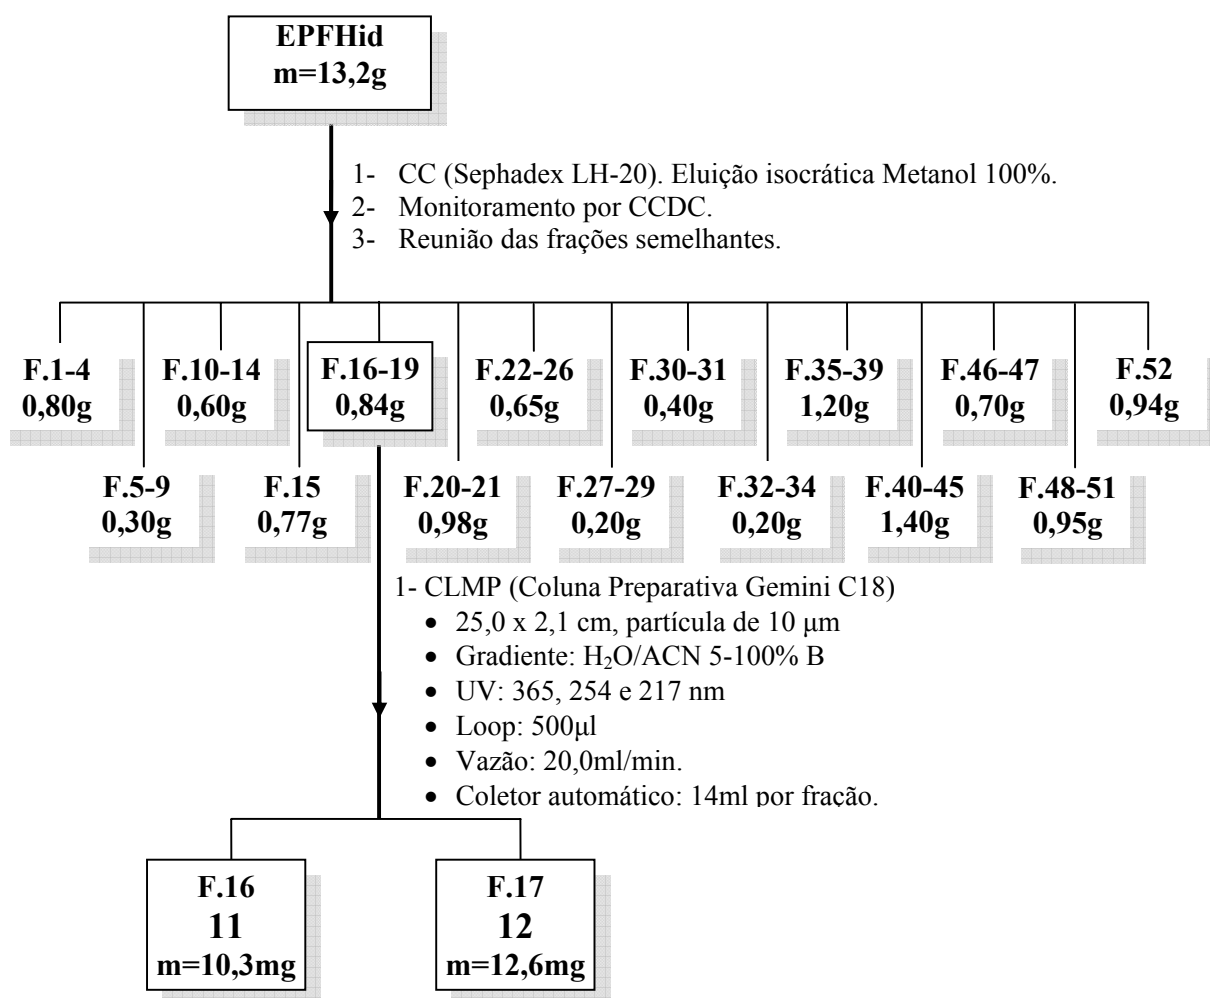 EPFHid
m=13,2g
1- CC (Sephadex LH-20). Eluição isocrática Metanol 100%.
2- Monitoramento por CCDC.
3- Reunião das frações semelhantes.
F.1-4
0,80g
F.10-14
0,60g
F.16-19
0,84g
F.22-26
0,65g
F.30-31
0,40g
F.35-39
1,20g
F.46-47
0,70g
F.52
0,94g
F.5-9
0,30g
F.15
0,77g
F.20-21
0,98g
F.27-29
0,20g
F.32-34
0,20g
F.40-45
1,40g
F.48-51
0,95g
1- CLMP (Coluna Preparativa Gemini C18)
• 25,0 x 2,1 cm, partícula de 10 μm
• Gradiente: H₂O/ACN 5-100% B
• UV: 365, 254 e 217 nm
• Loop: 500μl
• Vazão: 20,0ml/min.
• Coletor automático: 14ml por fração.
F.16
11
m=10,3mg
F.17
12
m=12,6mg